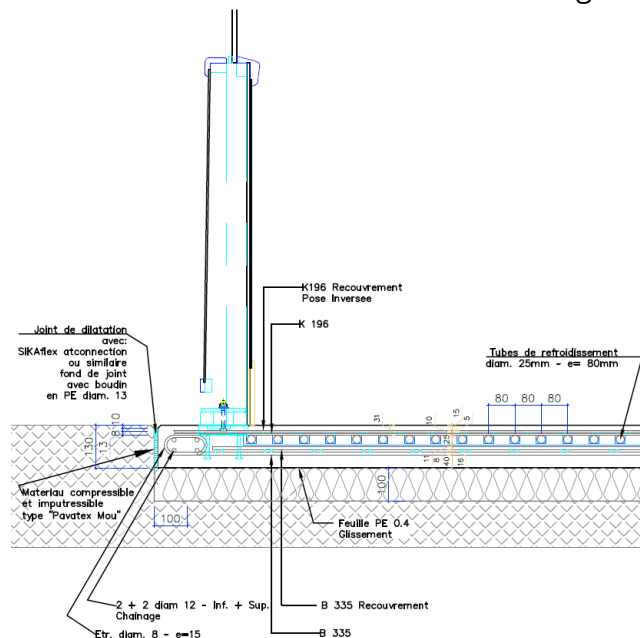 K196 Recouvrement
Pose Inversee
K 196
Joint de dilatation
avec:
SIKAflex atconnection
ou similaire
fond de joint
avec boudin
en PE diam. 13
Tubes de refroidissement
diam. 25mm - e= 80mm
80
80
80
31
10
15
5
10
8
130
13
25
11
8
40
16
100
100
Materiau compressible
et imputressible
type "Pavatex Mou"
Feuille PE 0.4
Glissement
2 + 2 diam 12 - Inf. + Sup.
Chainage
B 335 Recouvrement
Etr. diam. 8 - e=15
B 335